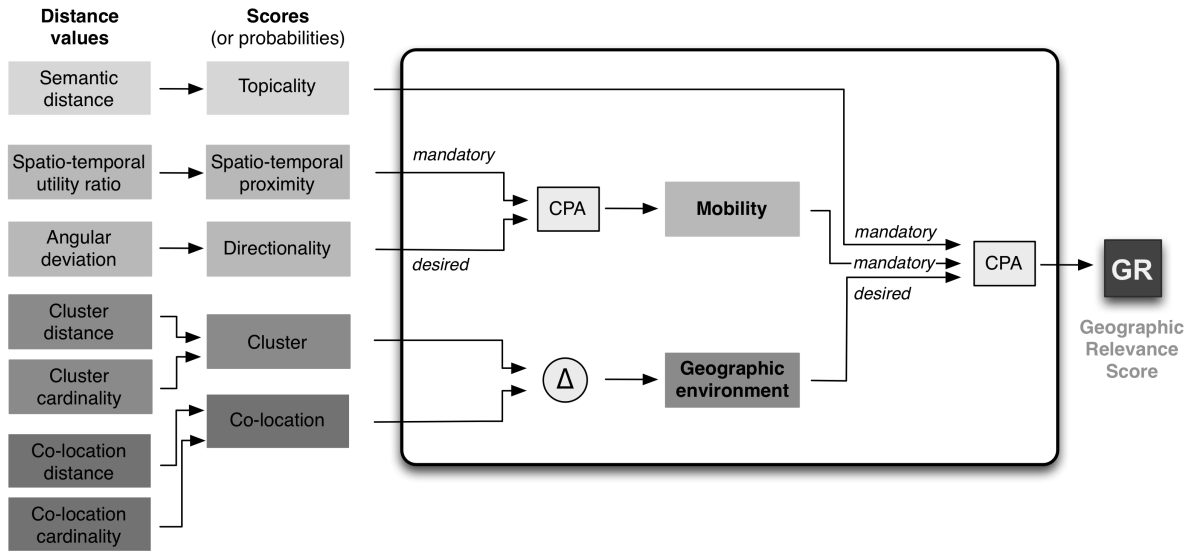 Distance
values
Scores
(or probabilities)
Semantic
distance
Topicality
Spatio-temporal
utility ratio
Spatio-temporal
proximity
mandatory
CPA
Mobility
Angular
deviation
Directionality
desired
mandatory
mandatory
desired
CPA
GR
Geographic
Relevance
Score
Cluster
distance
Cluster
Cluster
cardinality
Δ
Geographic
environment
Co-location
Co-location
distance
Co-location
cardinality